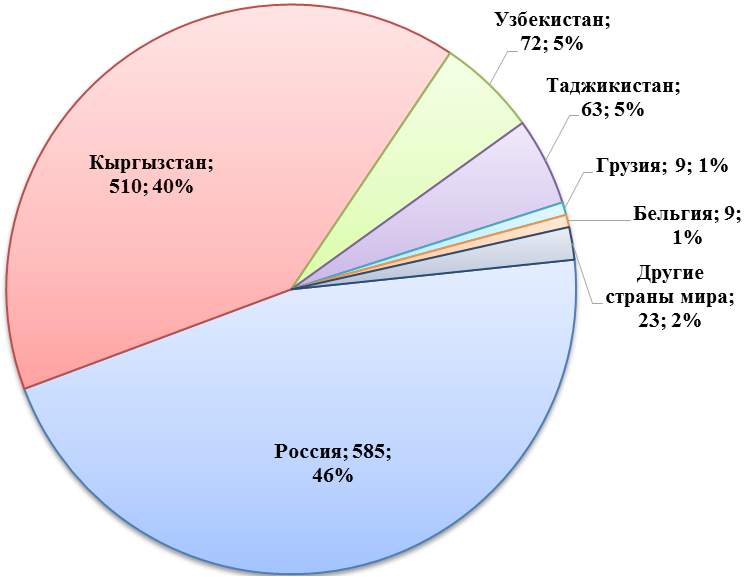 Узбекистан;
72; 5%
Таджикистан;
63; 5%
Кыргызстан;
510; 40%
Грузия; 9; 1%
Бельгия; 9;
1%
Другие
страны мира;
23; 2%
Россия; 585;
46%